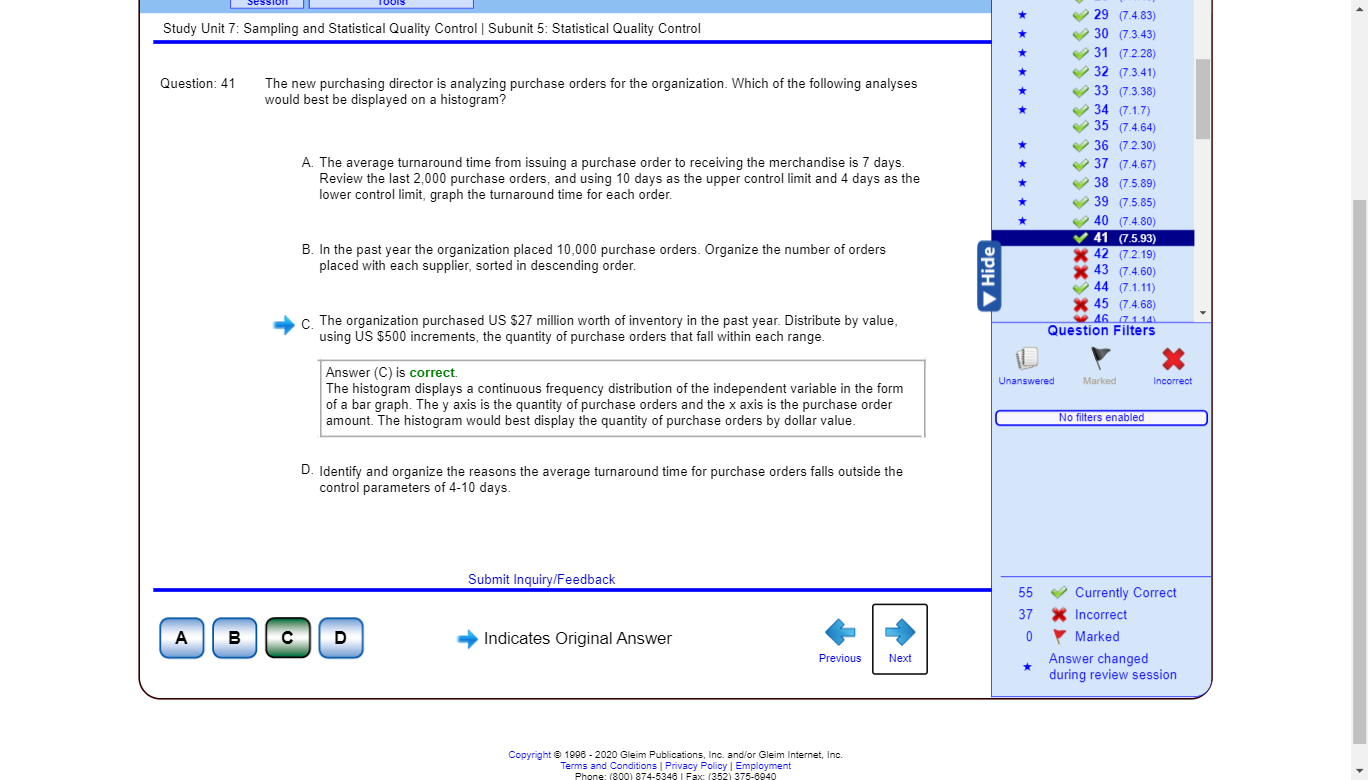 Session Tools
Study Unit 7: Sampling and Statistical Quality Control | Subunit 5: Statistical Quality Control
Question: 41 The new purchasing director is analyzing purchase orders for the organization. Which of the following analyses
would best be displayed on a histogram?
A. The average turnaround time from issuing a purchase order to receiving the merchandise is 7 days.
Review the last 2,000 purchase orders, and using 10 days as the upper control limit and 4 days as the
lower control limit, graph the turnaround time for each order.
B. In the past year the organization placed 10,000 purchase orders. Organize the number of orders
placed with each supplier, sorted in descending order.
C. The organization purchased US $27 million worth of inventory in the past year. Distribute by value,
using US $500 increments, the quantity of purchase orders that fall within each range.
Answer (C) is correct.
The histogram displays a continuous frequency distribution of the independent variable in the form
of a bar graph. The y axis is the quantity of purchase orders and the x axis is the purchase order
amount. The histogram would best display the quantity of purchase orders by dollar value.
D. Identify and organize the reasons the average turnaround time for purchase orders falls outside the
control parameters of 4-10 days.
Submit Inquiry/Feedback
A B C D
Indicates Original Answer
Previous Next
29 (7.4.83)
30 (7.3.43)
31 (7.2.28)
32 (7.3.41)
33 (7.3.38)
34 (7.1.7)
35 (7.4.64)
36 (7.2.30)
37 (7.4.67)
38 (7.5.89)
39 (7.5.85)
40 (7.4.80)
41 (7.5.93)
42 (7.2.19)
43 (7.4.60)
44 (7.1.11)
45 (7.4.68)
46 (7.1.14)
Hide
Question Filters
Unanswered Marked Incorrect
No filters enabled
55 Currently Correct
37 Incorrect
0 Marked
Answer changed
during review session
Copyright © 1996 - 2020 Gleim Publications, Inc. and/or Gleim Internet, Inc.
Terms and Conditions | Privacy Policy | Employment
Phone: (800) 874-5346 | Fax: (352) 375-6940